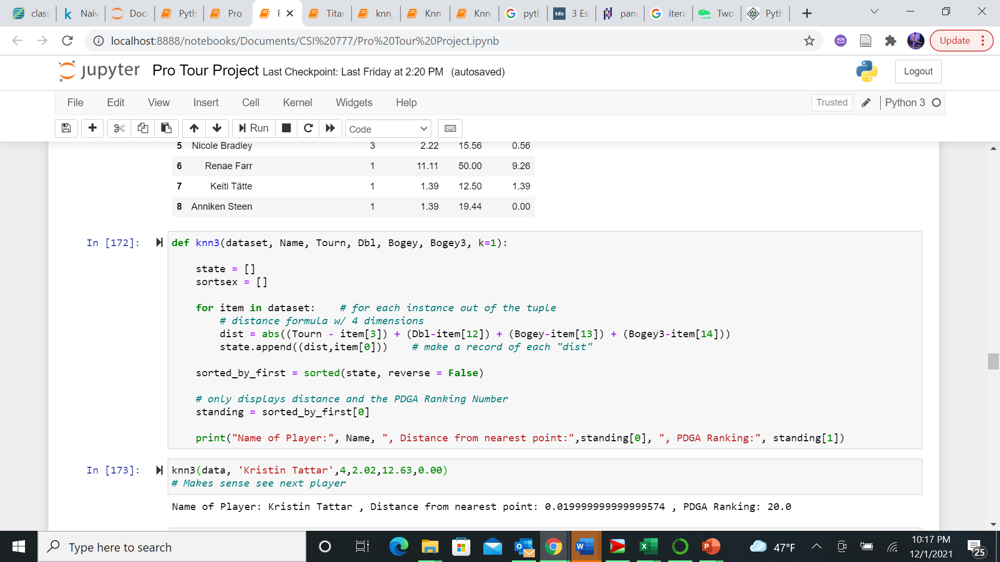 class
Naiv
Doc
Pyth
Pro
F
Titar
knn_
Knn
Knn
pyth
tds 3 Es
pan
itera
Two
Pyth
localhost:8888/notebooks/Documents/CSI%20777/Pro%20Tour%20Project.ipynb
Update
jupyter Pro Tour Project Last Checkpoint: Last Friday at 2:20 PM (autosaved)
Logout
File Edit View Insert Cell Kernel Widgets Help
Trusted Python 3
Run Code
5 Nicole Bradley 3 2.22 15.56 0.56
6 Renae Farr 1 11.11 50.00 9.26
7 Keiti Tätte 1 1.39 12.50 1.39
8 Anniken Steen 1 1.39 19.44 0.00
In [172]: def knn3(dataset, Name, Tourn, Dbl, Bogey, Bogey3, k=1):
state = []
sortsex = []
for item in dataset: # for each instance out of the tuple
# distance formula w/ 4 dimensions
dist = abs((Tourn - item[3]) + (Dbl-item[12]) + (Bogey-item[13]) + (Bogey3-item[14]))
state.append((dist,item[0])) # make a record of each "dist"
sorted_by_first = sorted(state, reverse = False)
# only displays distance and the PDGA Ranking Number
standing = sorted_by_first[0]
print("Name of Player:", Name, ", Distance from nearest point:",standing[0], ", PDGA Ranking:", standing[1])
In [173]: knn3(data, 'Kristin Tattar',4,2.02,12.63,0.00)
# Makes sense see next player
Name of Player: Kristin Tattar , Distance from nearest point: 0.019999999999999574 , PDGA Ranking: 20.0
Type here to search
47°F
10:17 PM
12/1/2021
25